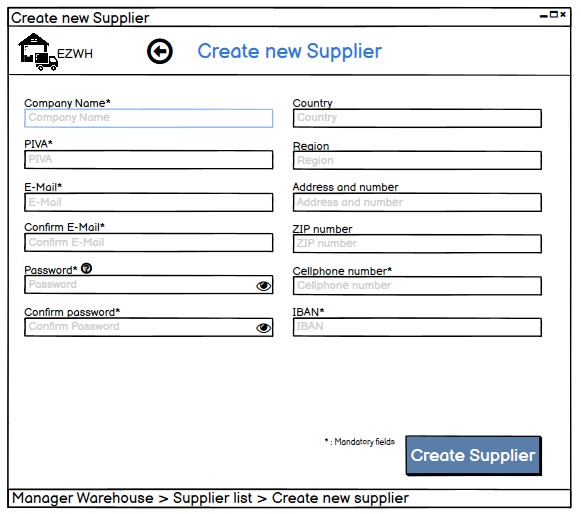 Create new Supplier
EZWH
Create new Supplier
Company Name*
Company Name
PIVA*
PIVA
E-Mail*
E-Mail
Confirm E-Mail*
Confirm E-Mail
Password*
Password
Confirm password*
Confirm Password
Country
Country
Region
Region
Address and number
Address and number
ZIP number
ZIP number
Cellphone number*
Cellphone number
IBAN*
IBAN
* : Mandatory fields
Create Supplier
Manager Warehouse > Supplier list > Create new supplier